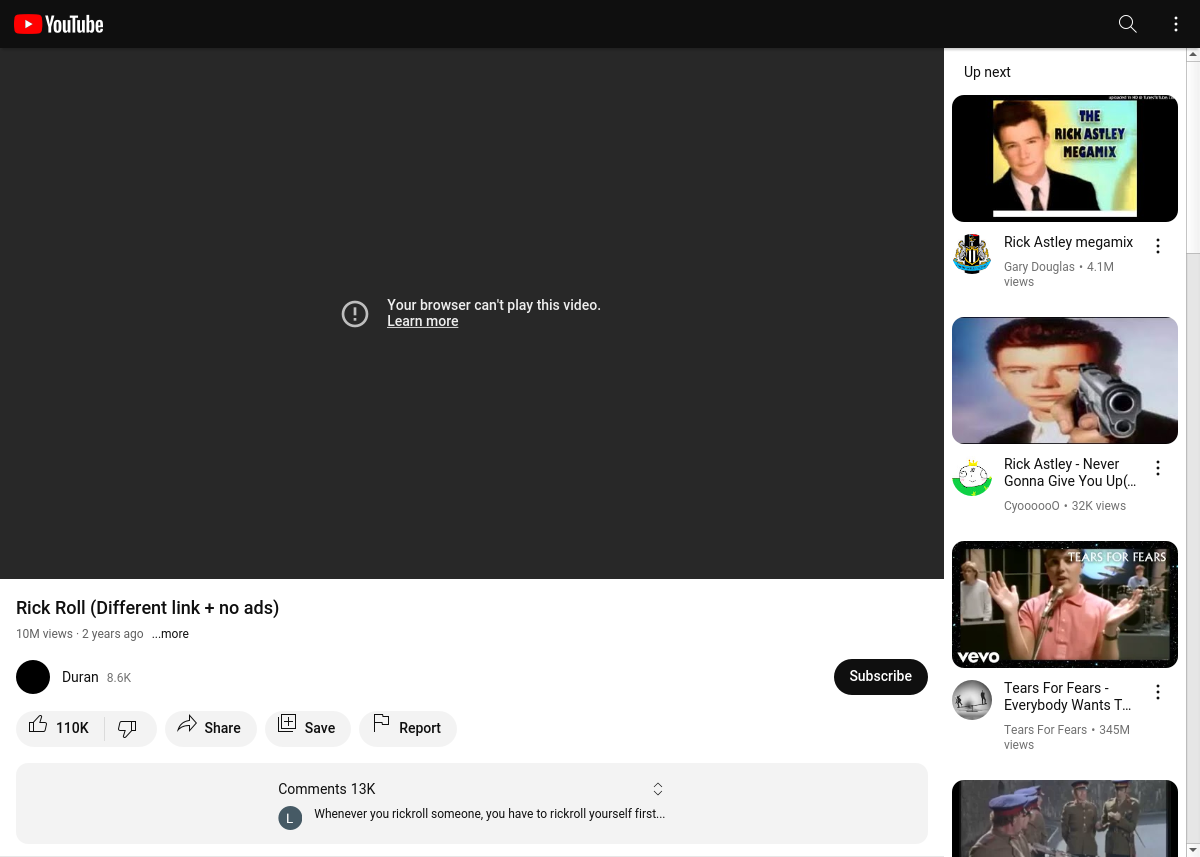 YouTube
Your browser can't play this video.
Learn more
Rick Roll (Different link + no ads)
10M views · 2 years ago ...more
Duran 8.6K
Subscribe
110K
Share
Save
Report
Comments 13K
L
Whenever you rickroll someone, you have to rickroll yourself first...
Up next
THE
RICK ASTLEY
MEGAMIX
Rick Astley megamix
Gary Douglas • 4.1M
views
Rick Astley - Never
Gonna Give You Up(...
CyoooooO • 32K views
TEARS FOR FEARS
vevo
Tears For Fears -
Everybody Wants T...
Tears For Fears • 345M
views